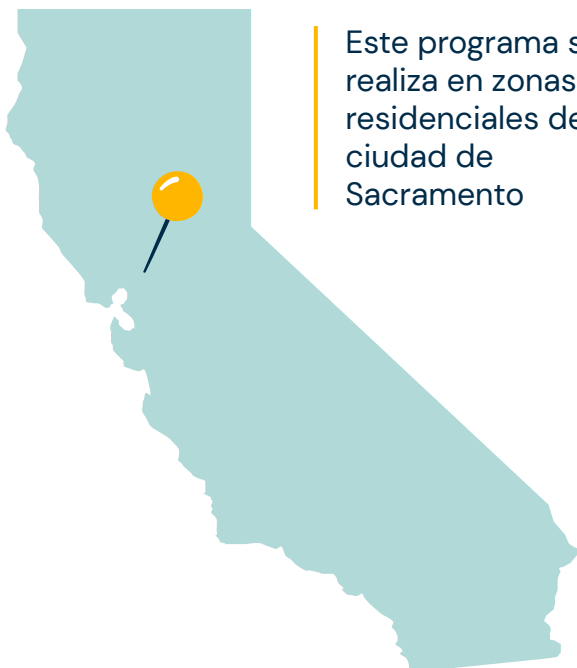 Este programa s
realiza en zonas
residenciales de
ciudad de
Sacramento